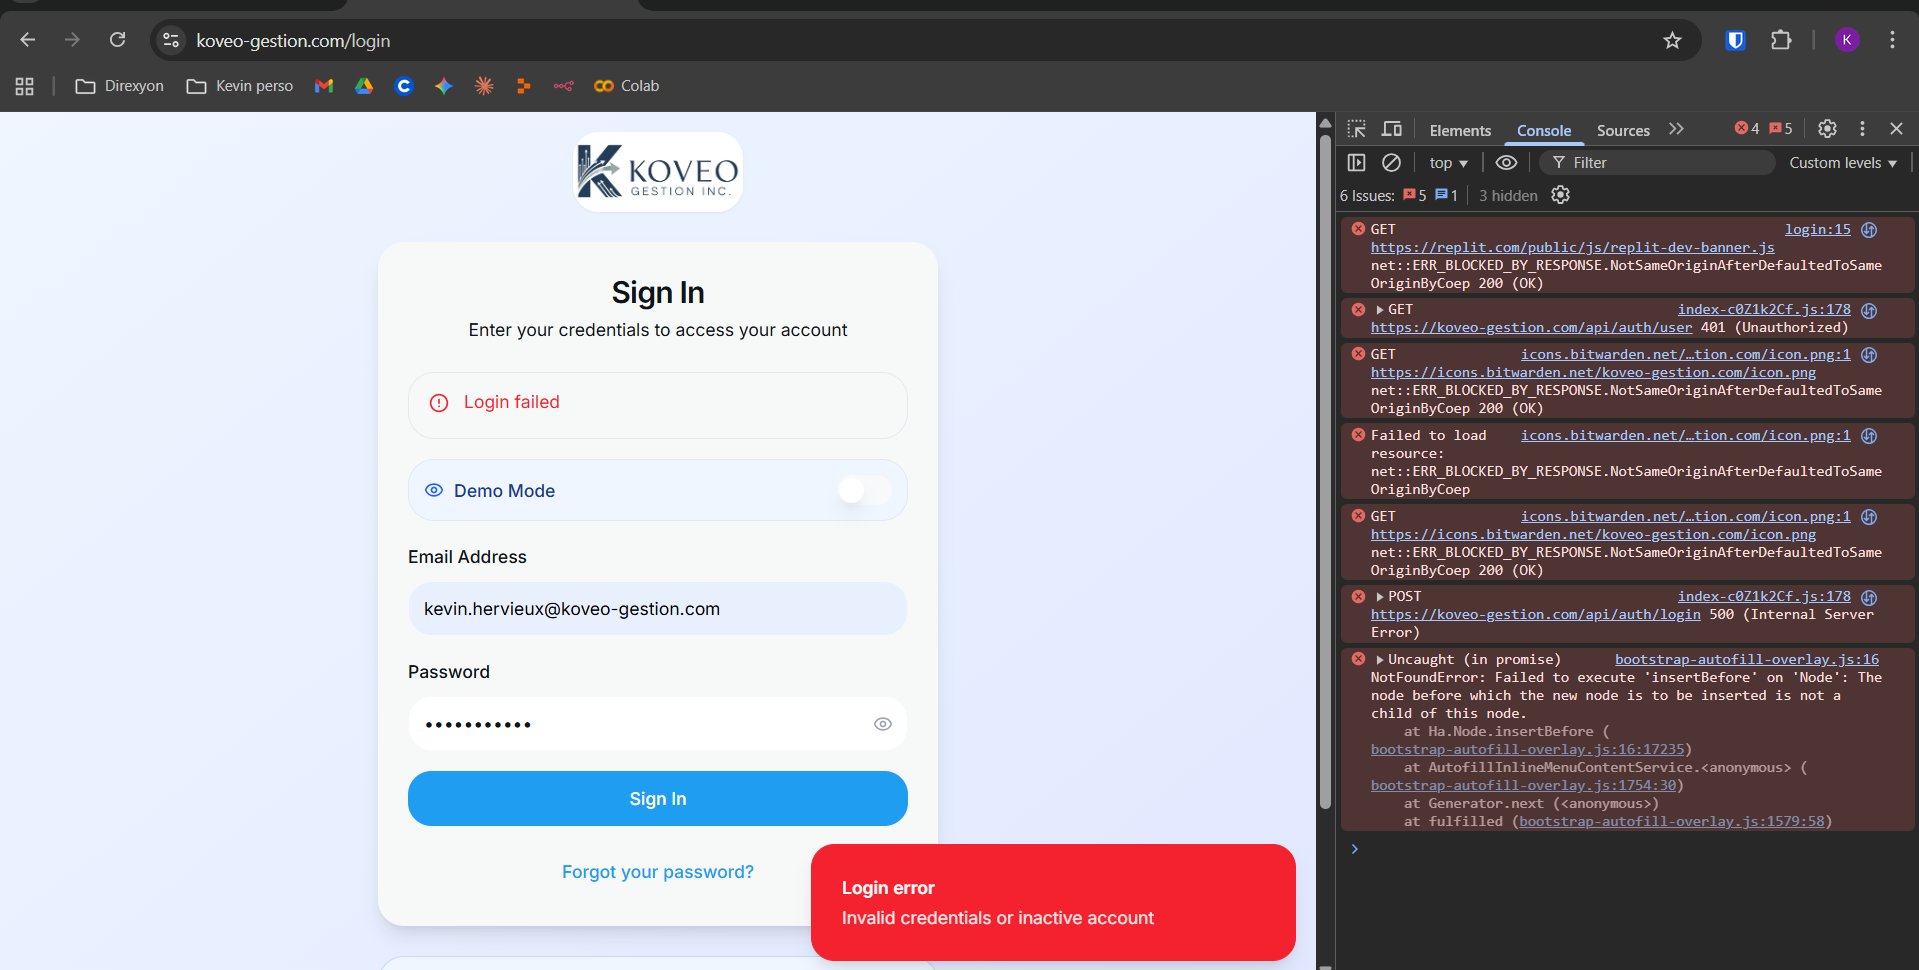 koveo-gestion.com/login
K
Direxyon
Kevin perso
Colab
KOVEO
GESTION INC.
Sign In
Enter your credentials to access your account
Login failed
Demo Mode
Email Address
kevin.hervieux@koveo-gestion.com
Password
•••••••••••
Sign In
Forgot your password?
Login error
Invalid credentials or inactive account
Elements Console Sources 4 5
top Filter Custom levels
6 Issues: 5 1 3 hidden
GET login:15
https://replit.com/public/js/replit-dev-banner.js
net::ERR_BLOCKED_BY_RESPONSE.NotSameOriginAfterDefaultedToSame
OriginByCoep 200 (OK)
GET index-c0Z1k2Cf.js:178
https://koveo-gestion.com/api/auth/user 401 (Unauthorized)
GET icons.bitwarden.net/…tion.com/icon.png:1
https://icons.bitwarden.net/koveo-gestion.com/icon.png
net::ERR_BLOCKED_BY_RESPONSE.NotSameOriginAfterDefaultedToSame
OriginByCoep 200 (OK)
Failed to load icons.bitwarden.net/…tion.com/icon.png:1
resource:
net::ERR_BLOCKED_BY_RESPONSE.NotSameOriginAfterDefaultedToSame
OriginByCoep
GET icons.bitwarden.net/…tion.com/icon.png:1
https://icons.bitwarden.net/koveo-gestion.com/icon.png
net::ERR_BLOCKED_BY_RESPONSE.NotSameOriginAfterDefaultedToSame
OriginByCoep 200 (OK)
POST index-c0Z1k2Cf.js:178
https://koveo-gestion.com/api/auth/login 500 (Internal Server
Error)
Uncaught (in promise) bootstrap-autofill-overlay.js:16
NotFoundError: Failed to execute 'insertBefore' on 'Node': The
node before which the new node is to be inserted is not a
child of this node.
at Ha.Node.insertBefore (
bootstrap-autofill-overlay.js:16:17235)
at AutofillInlineMenuContentService.<anonymous> (
bootstrap-autofill-overlay.js:1754:30)
at Generator.next (<anonymous>)
at fulfilled (bootstrap-autofill-overlay.js:1579:58)